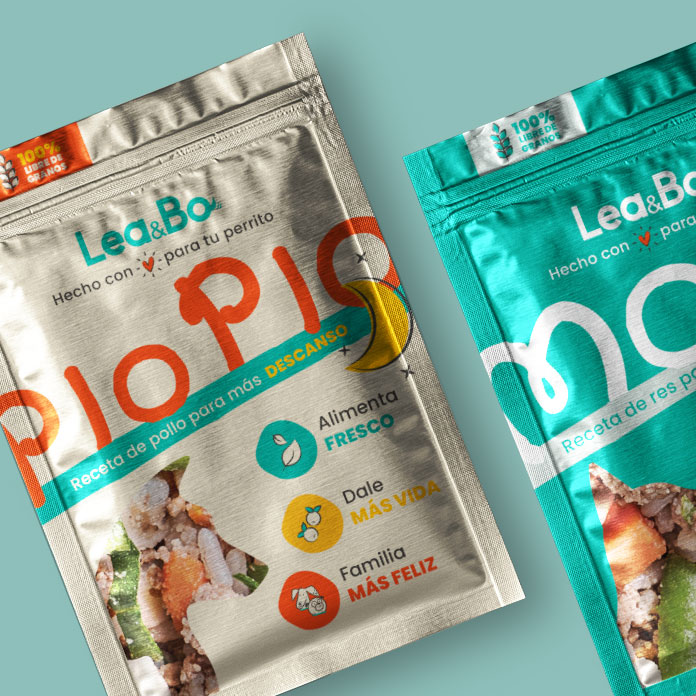 100%
LIBRE DE
GRANOS
Lea&Bo
Hecho con para tu perrito
PIO PIO
Receta de pollo para más DESCANSO
Alimenta
FRESCO
Dale
MÁS VIDA
Familia
MÁS FELIZ
100%
LIBRE DE
GRANOS
Lea&Bo
Hecho con para
Receta de res